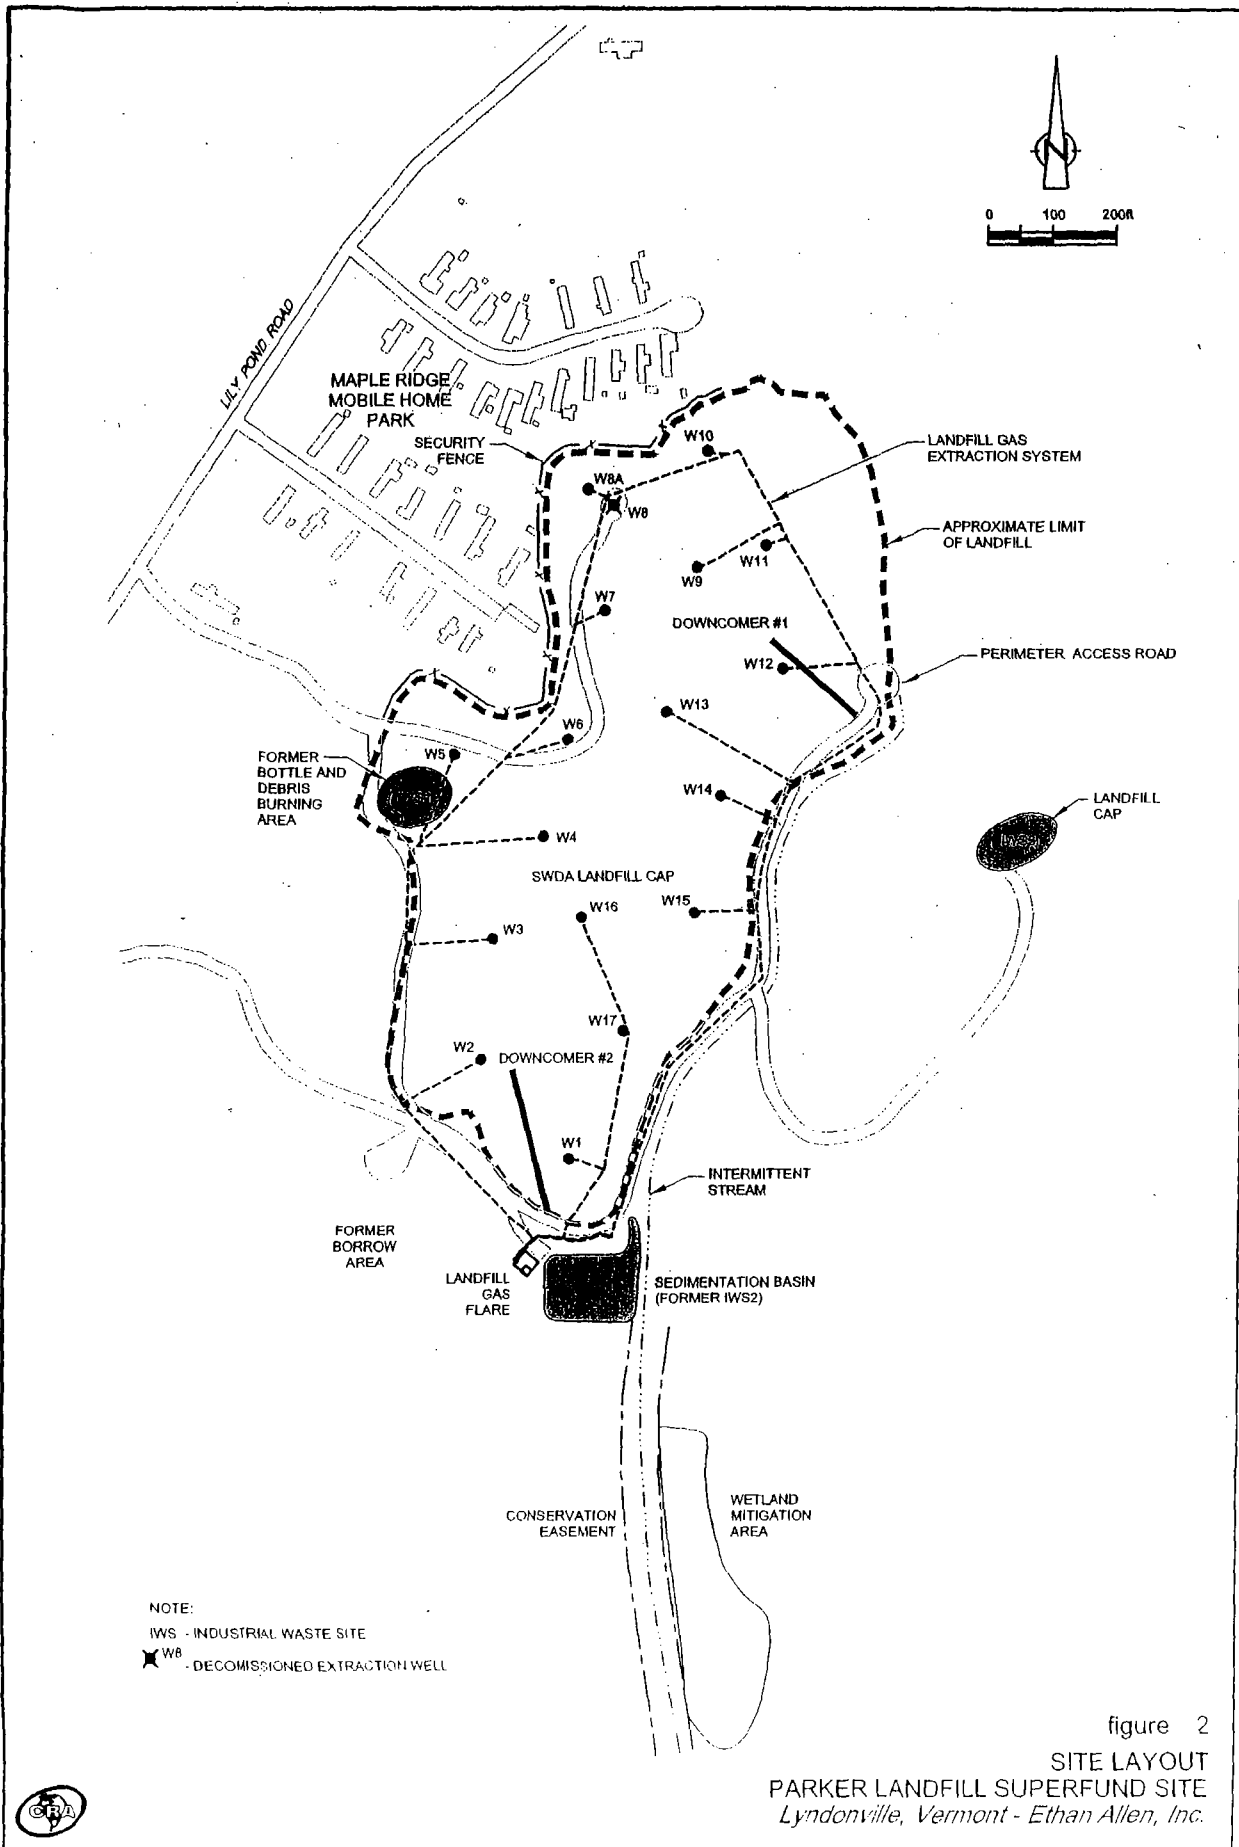 N
0 100 200ft
LILY POND ROAD
MAPLE RIDGE
MOBILE HOME
PARK
SECURITY
FENCE
W10
LANDFILL GAS
EXTRACTION SYSTEM
W8A
W8
APPROXIMATE LIMIT
OF LANDFILL
W11
W9
W7
DOWNCOMER #1
PERIMETER ACCESS ROAD
W12
W13
W6
W5
FORMER
BOTTLE AND
DEBRIS
BURNING
AREA
W14
LANDFILL
CAP
W4
SWDA LANDFILL CAP
W16
W15
W3
W17
W2
DOWNCOMER #2
W1
INTERMITTENT
STREAM
FORMER
BORROW
AREA
LANDFILL
GAS
FLARE
SEDIMENTATION BASIN
(FORMER IWS2)
CONSERVATION
EASEMENT
WETLAND
MITIGATION
AREA
NOTE:
IWS - INDUSTRIAL WASTE SITE
W8 - DECOMISSIONED EXTRACTION WELL
figure 2
SITE LAYOUT
PARKER LANDFILL SUPERFUND SITE
Lyndonville, Vermont - Ethan Allen, Inc.
CRA